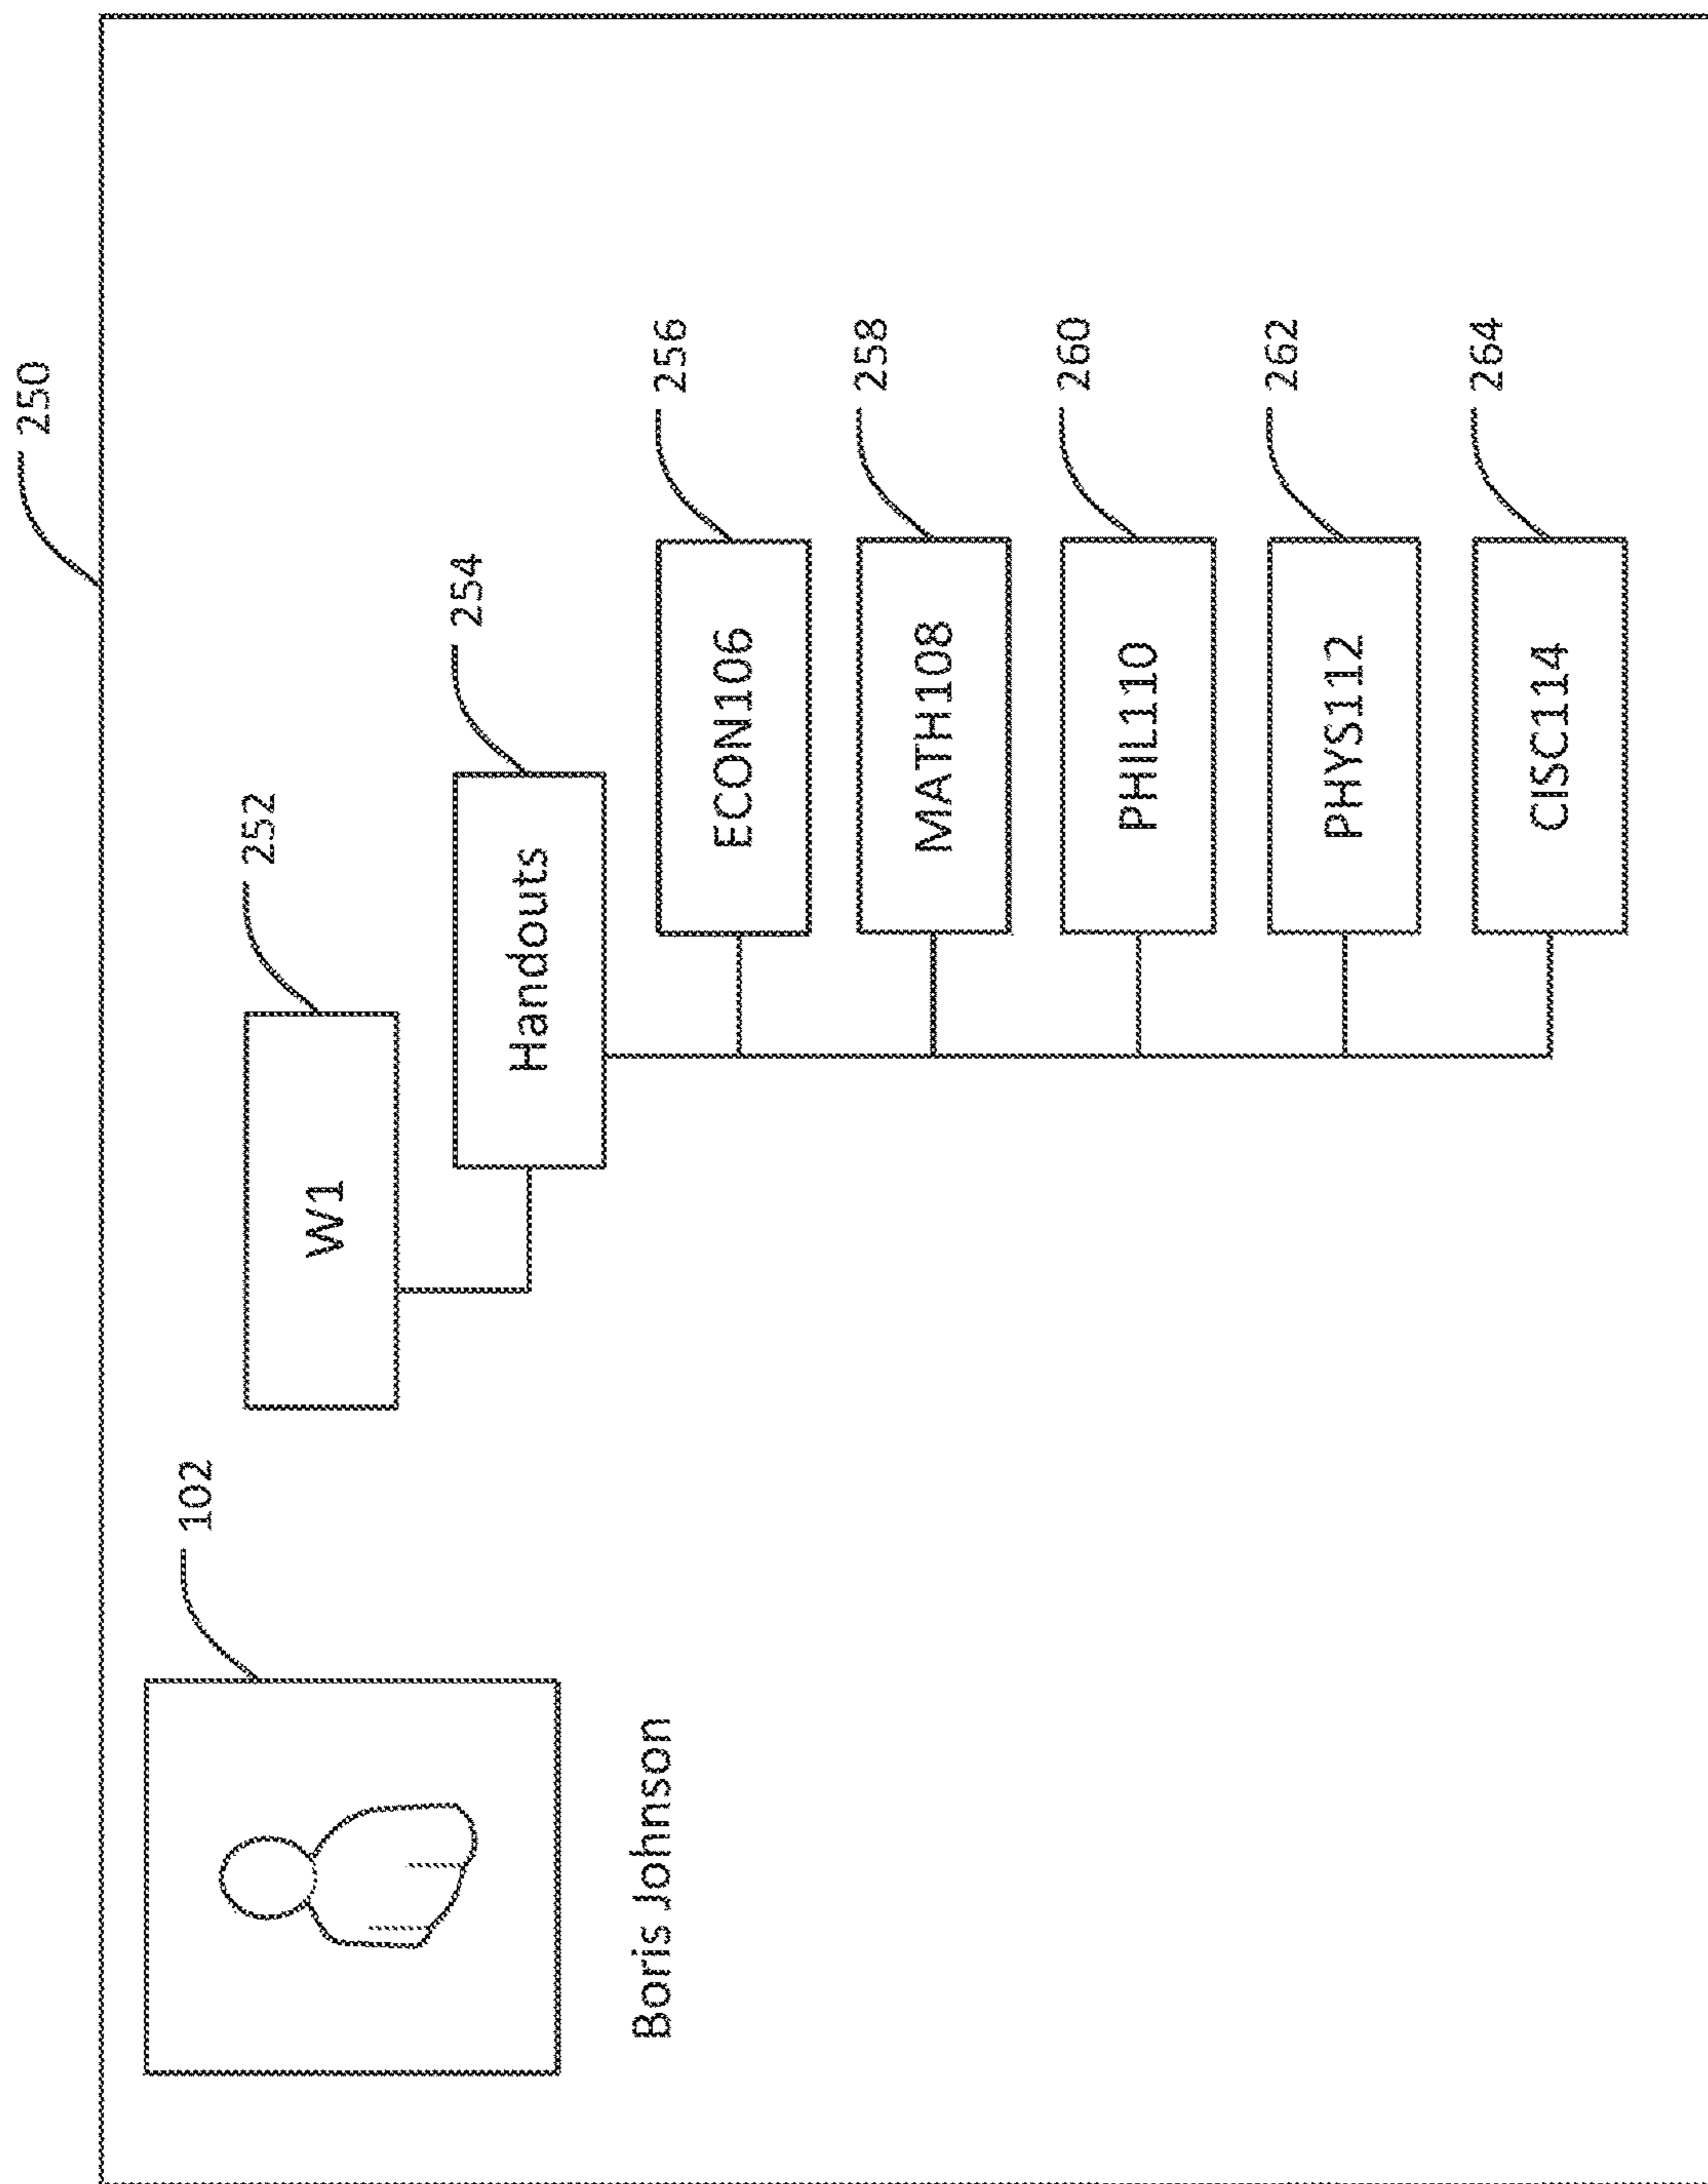 250
102
252
W1
254
Handouts
Boris Johnson
256
ECON106
258
MATH108
260
PHIL110
262
PHYS112
264
CISC114